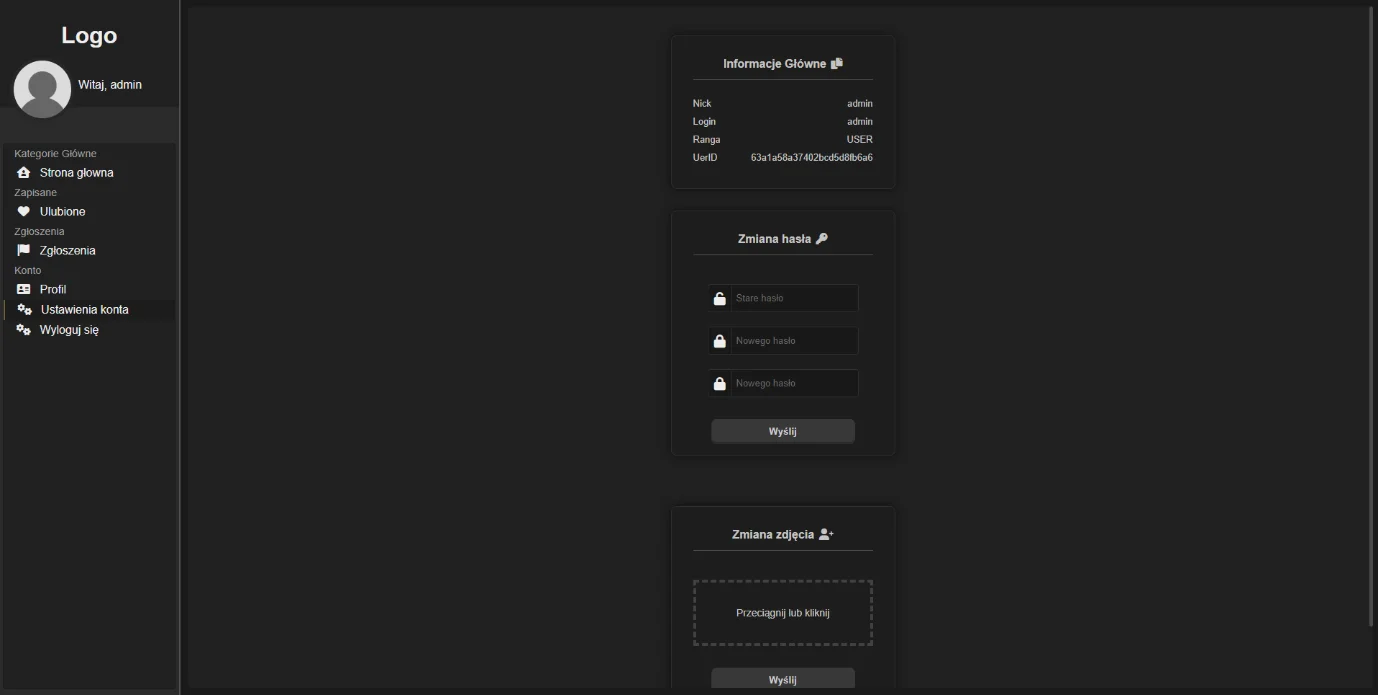 Logo
Witaj, admin
Kategorie Główne
Strona głowna
Zapisane
Ulubione
Zgłoszenia
Zgłoszenia
Konto
Profil
Ustawienia konta
Wyloguj się
Informacje Główne
Nick admin
Login admin
Ranga USER
UerID 63a1a58a37402bcd5d8fb6a6
Zmiana hasła
Stare hasło
Nowego hasło
Nowego hasło
Wyślij
Zmiana zdjęcia
Przeciągnij lub kliknij
Wyślij